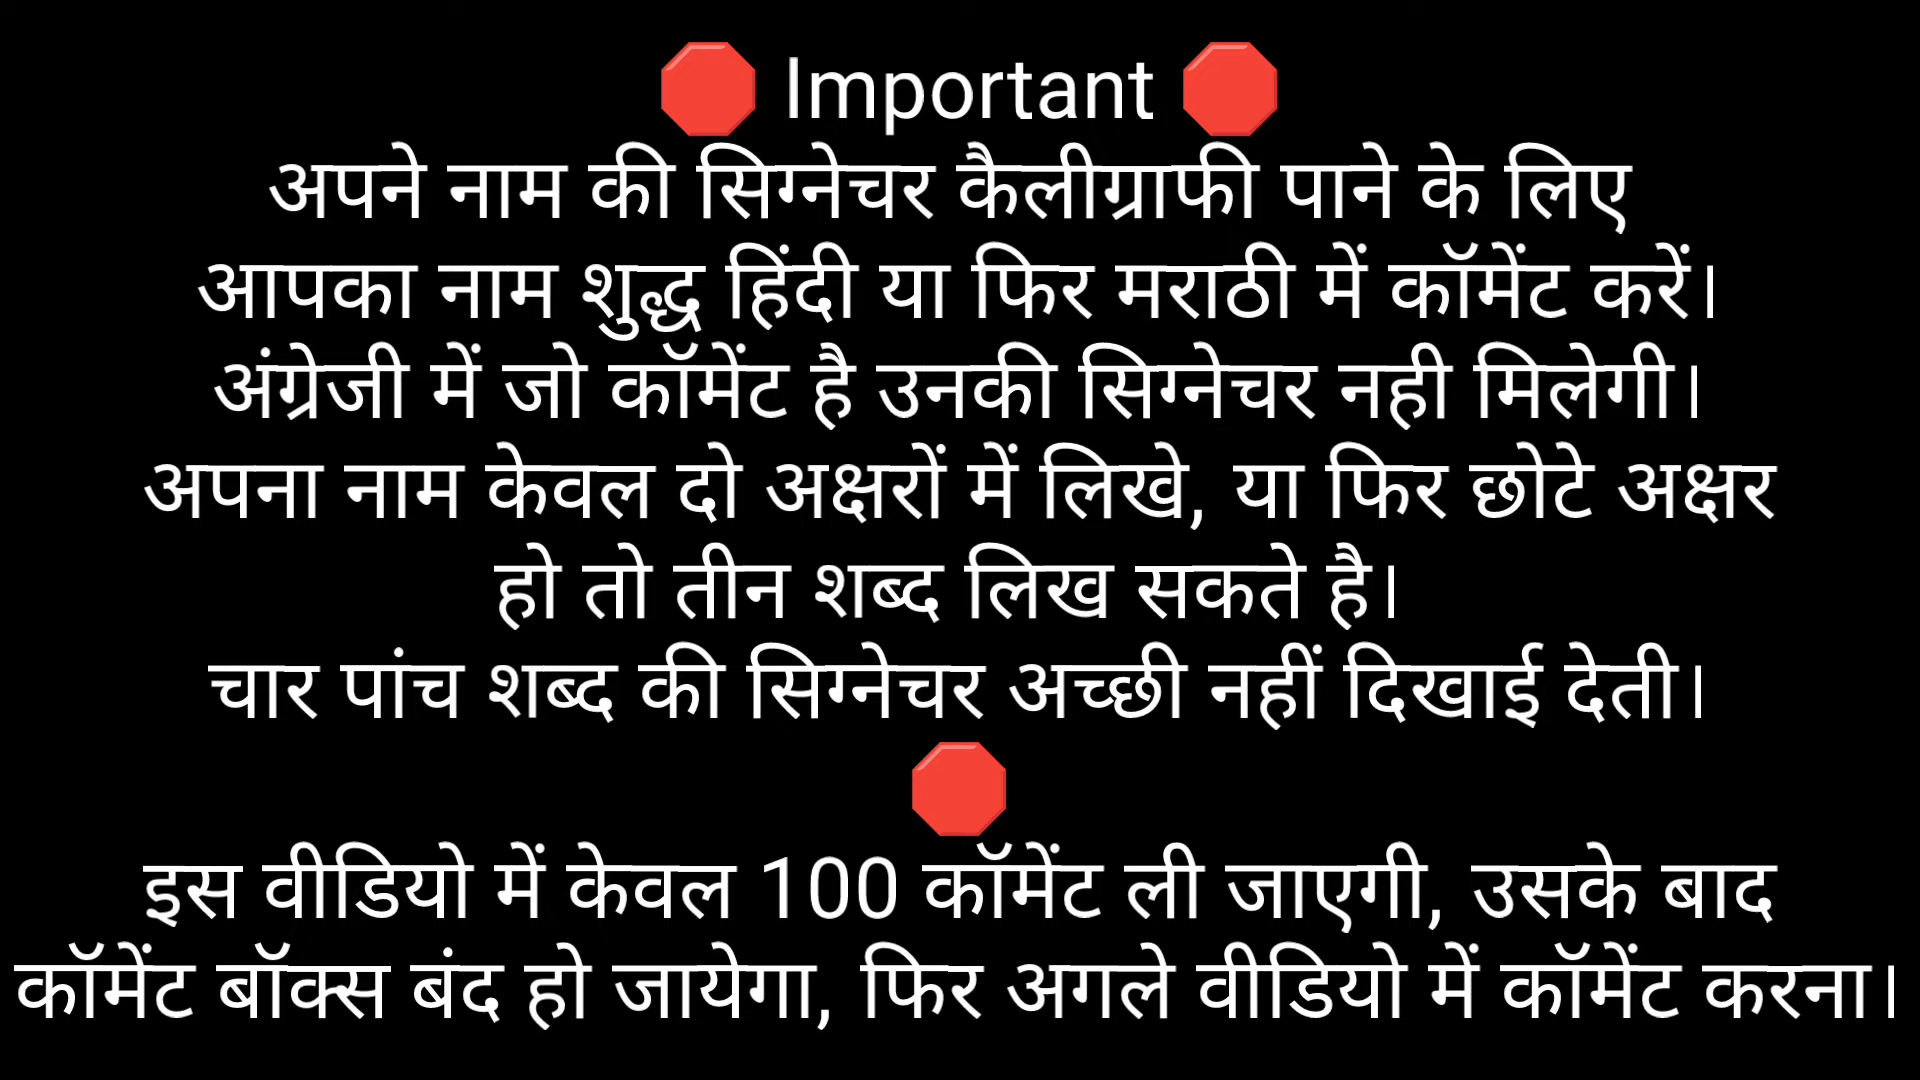 🛑 Important 🛑
अपने नाम की सिग्नेचर कैलीग्राफी पाने के लिए
आपका नाम शुद्ध हिंदी या फिर मराठी में कॉमेंट करें।
अंग्रेजी में जो कॉमेंट है उनकी सिग्नेचर नही मिलेगी।
अपना नाम केवल दो अक्षरों में लिखे, या फिर छोटे अक्षर
हो तो तीन शब्द लिख सकते है।
चार पांच शब्द की सिग्नेचर अच्छी नहीं दिखाई देती।
🛑
इस वीडियो में केवल 100 कॉमेंट ली जाएगी, उसके बाद
कॉमेंट बॉक्स बंद हो जायेगा, फिर अगले वीडियो में कॉमेंट करना।